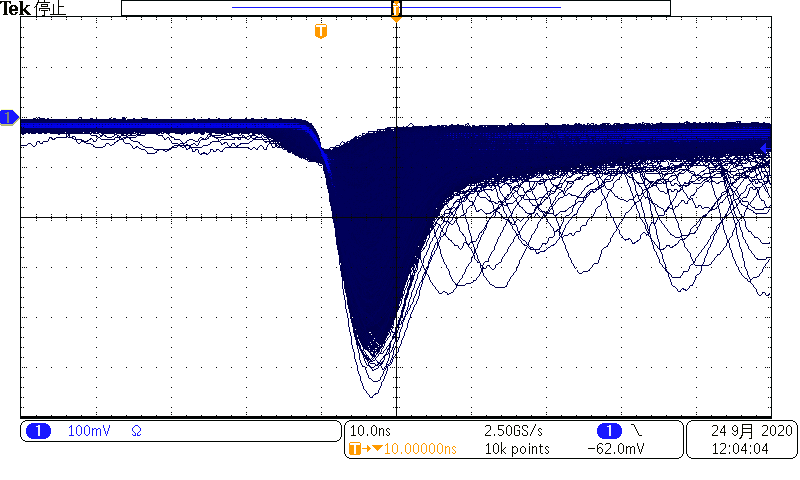 Tek 停止
T
T
1
1 100mV Ω
10.0ns 2.50GS/s 1 \
T→▼10.00000ns 10k points −62.0mV
24 9月 2020
12:04:04